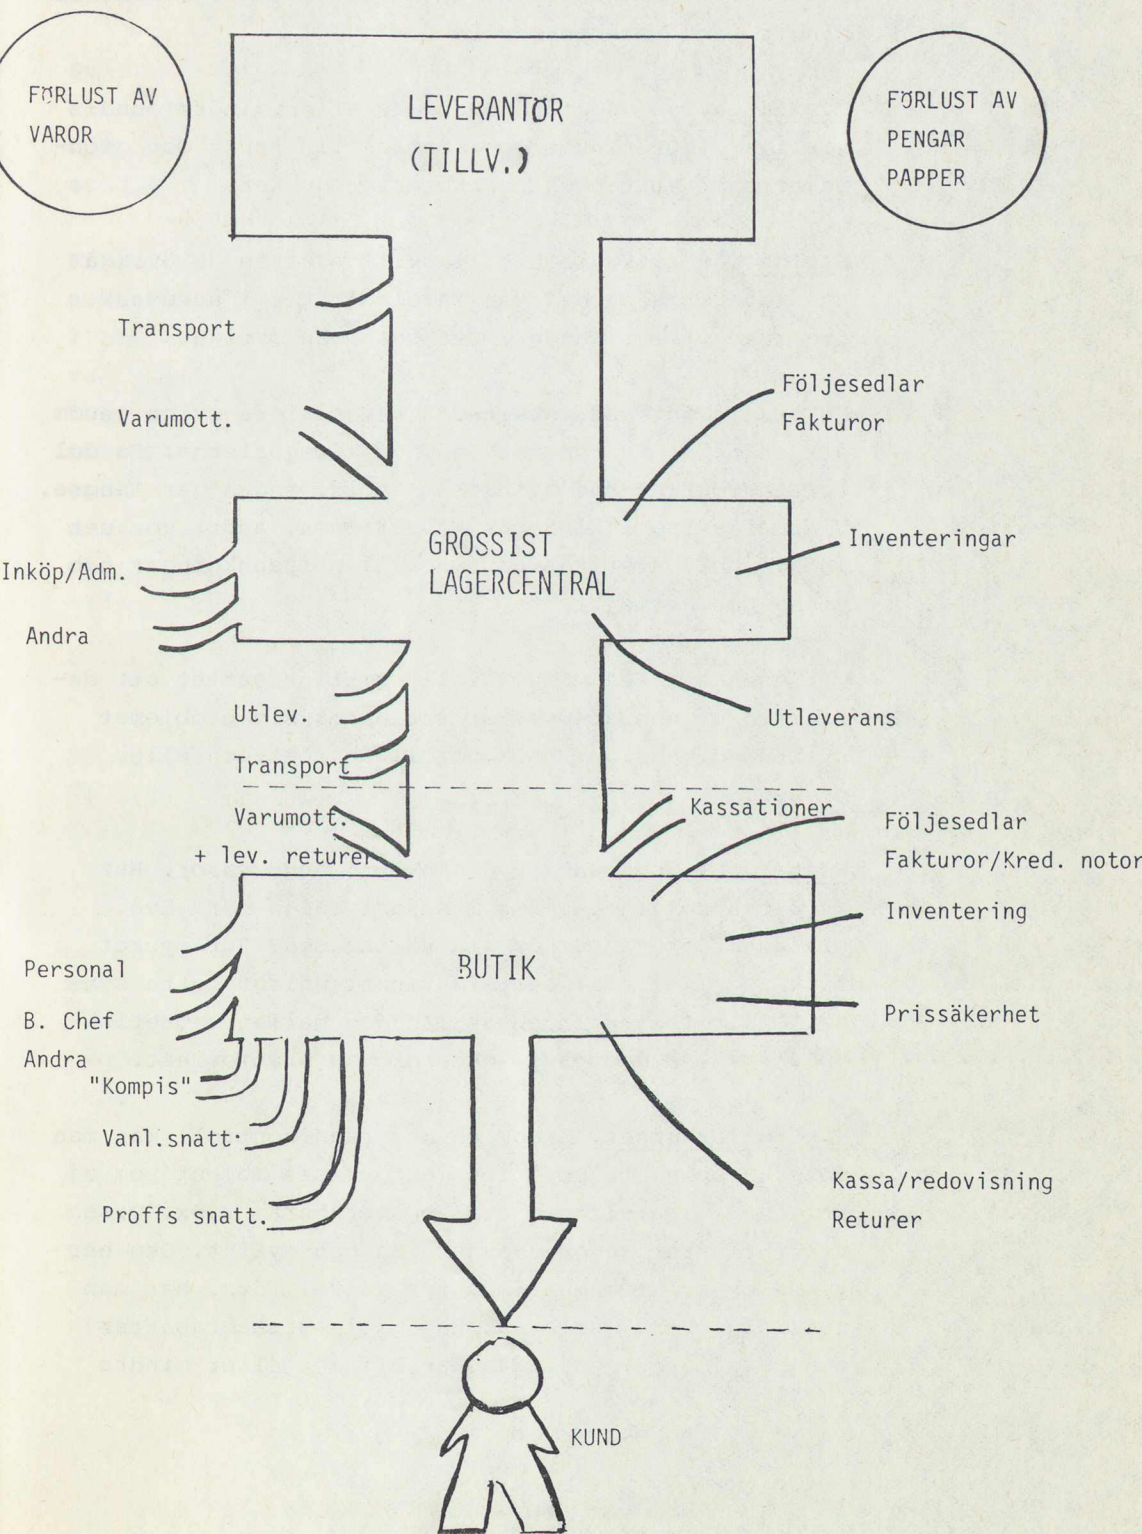 FÖRLUST AV
VAROR
LEVERANTÖR
(TILLV.)
FÖRLUST AV
PENGAR
PAPPER
Transport
Varumott.
Följesedlar
Fakturor
GROSSIST
LAGERCENTRAL
Inventeringar
Inköp/Adm.
Andra
Utlev.
Transport
Utleverans
Varumott.
+ lev. returer
Kassationer
Följesedlar
Fakturor/Kred. notor
Inventering
BUTIK
Prissäkerhet
Personal
B. Chef
Andra
"Kompis"
Vanl.snatt.
Proffs snatt.
Kassa/redovisning
Returer
KUND